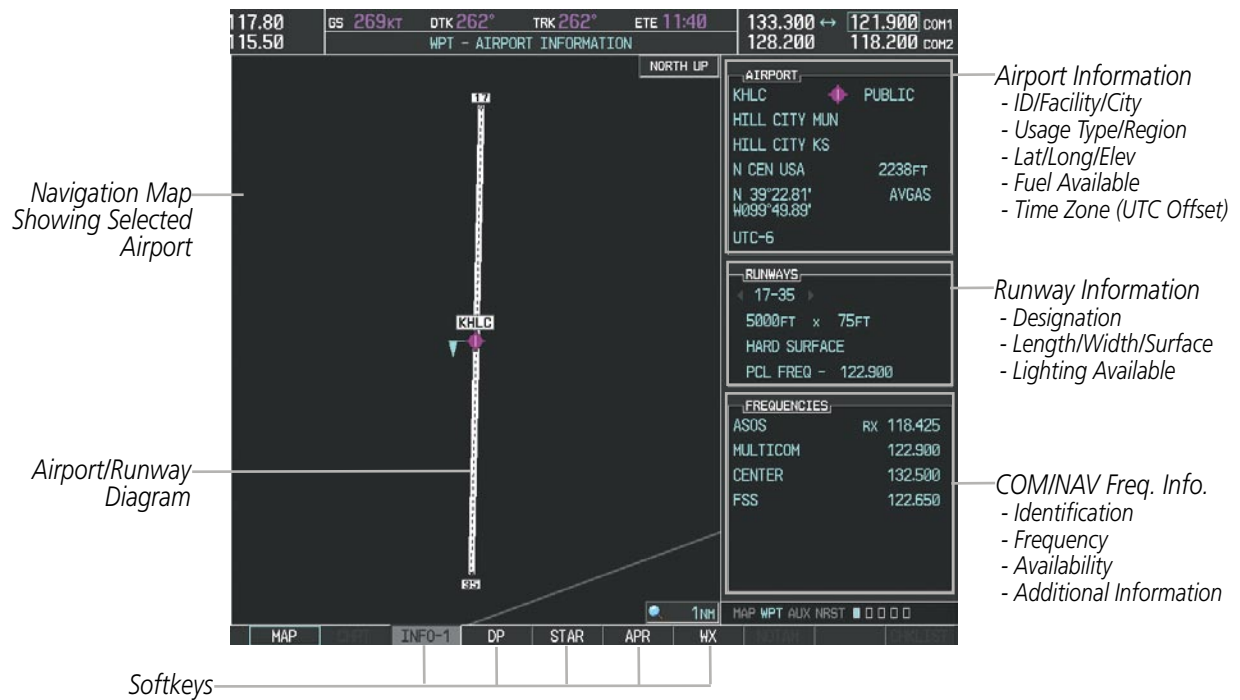 117.80
115.50
GS 269KT DTK 262° TRK 262° ETE 11:40
WPT - AIRPORT INFORMATION
133.300 ↔ 121.900 COM1
128.200 118.200 COM2
NORTH UP
17
KHLC
35
1NM
AIRPORT
KHLC PUBLIC
HILL CITY MUN
HILL CITY KS
N CEN USA 2238FT
N 39°22.81' AVGAS
W099°49.89'
UTC-6
RUNWAYS
17-35
5000FT x 75FT
HARD SURFACE
PCL FREQ - 122.900
FREQUENCIES
ASOS RX 118.425
MULTICOM 122.900
CENTER 132.500
FSS 122.650
MAP WPT AUX NRST
MAP CHRT INFO-1 DP STAR APR WX NOTAM CHKLIST
Navigation Map
Showing Selected
Airport
Airport/Runway
Diagram
Softkeys
Airport Information
- ID/Facility/City
- Usage Type/Region
- Lat/Long/Elev
- Fuel Available
- Time Zone (UTC Offset)
Runway Information
- Designation
- Length/Width/Surface
- Lighting Available
COM/NAV Freq. Info.
- Identification
- Frequency
- Availability
- Additional Information